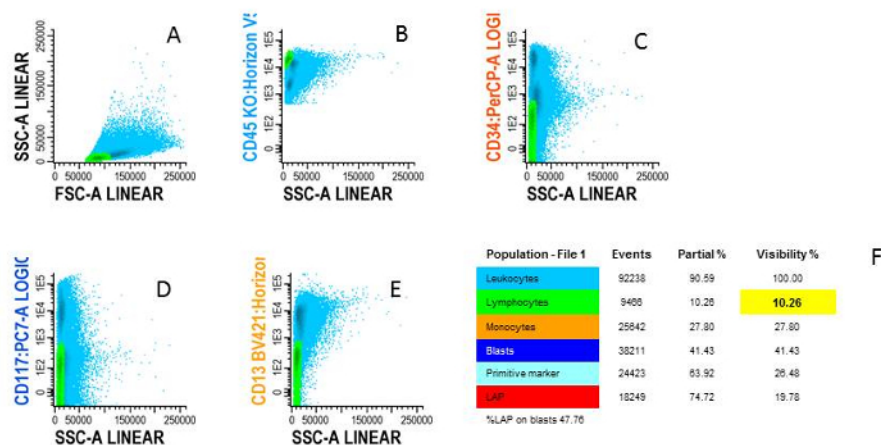 A
250000
150000
50000
0
SSC-A LINEAR
0 50000 150000 250000
FSC-A LINEAR
B
1E5
1E4
1E3
1E2
0
CD45 KO:Horizon V5
0 50000 150000 250000
SSC-A LINEAR
C
1E5
1E4
1E3
1E2
0
CD34:PerCP-A LOGI
0 50000 150000 250000
SSC-A LINEAR
D
1E5
1E4
1E3
1E2
0
CD117:PC7-A LOGIC
0 50000 150000 250000
SSC-A LINEAR
E
1E5
1E4
1E3
1E2
0
CD13 BV421:Horizon
0 50000 150000 250000
SSC-A LINEAR
F
Population - File 1 Events Partial % Visibility %
Leukocytes 92238 90.59 100.00
Lymphocytes 9466 10.26 10.26
Monocytes 25642 27.80 27.80
Blasts 38211 41.43 41.43
Primitive marker 24423 63.92 26.48
LAP 18249 74.72 19.78
%LAP on blasts 47.76